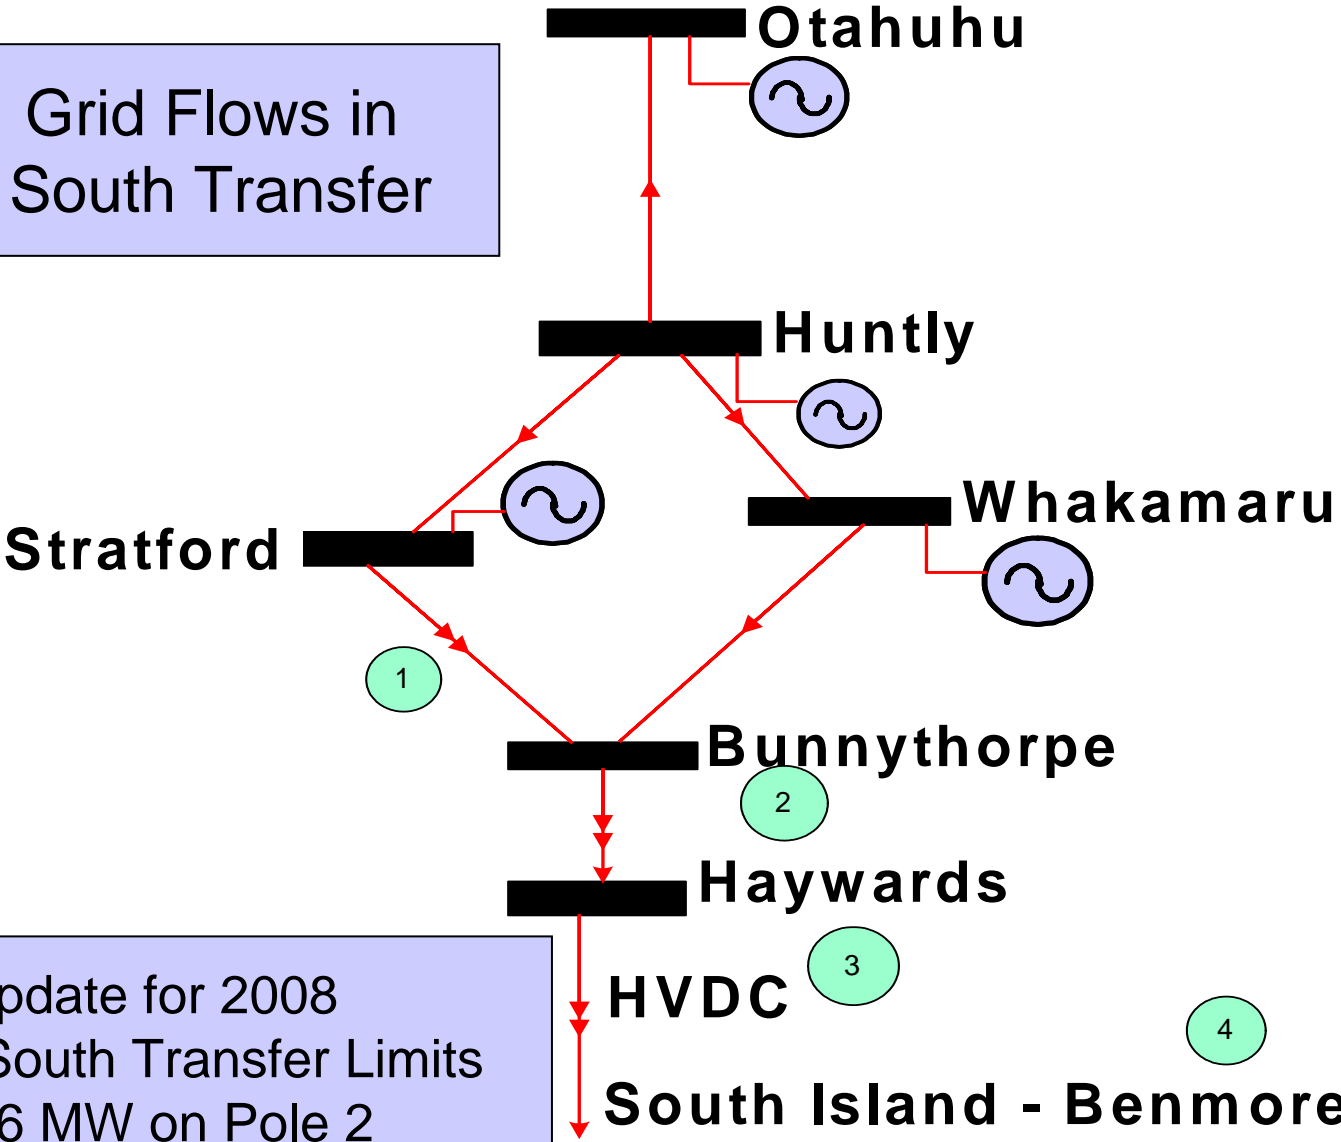 Otahuhu
Grid Flows in
South Transfer
Huntly
Whakamaru
Stratford
1
Bunnythorpe
2
Haywards
3
HVDC
4
South Island - Benmore
pdate for 2008
South Transfer Limits
6 MW on Pole 2